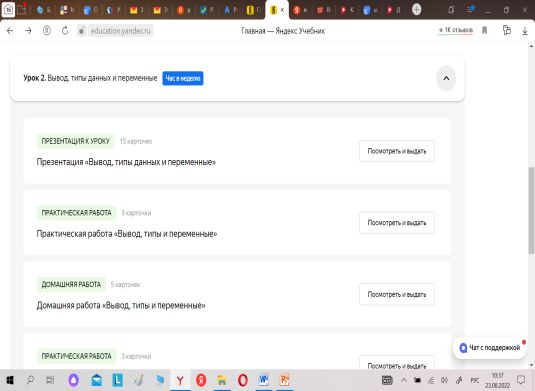 education.yandex.ru
Главная — Яндекс Учебник
★ 1К отзывов
Урок 2. Вывод, типы данных и переменные
Час в неделю
ПРЕЗЕНТАЦИЯ К УРОКУ
15 карточек
Презентация «Вывод, типы данных и переменные»
Посмотреть и выдать
ПРАКТИЧЕСКАЯ РАБОТА
3 карточки
Практическая работа «Вывод, типы и переменные»
Посмотреть и выдать
ДОМАШНЯЯ РАБОТА
5 карточек
Домашняя работа «Вывод, типы и переменные»
Посмотреть и выдать
ПРАКТИЧЕСКАЯ РАБОТА
3 карточки
Посмотреть и выдать
Чат с поддержкой
РУС
10:37
23.08.2022